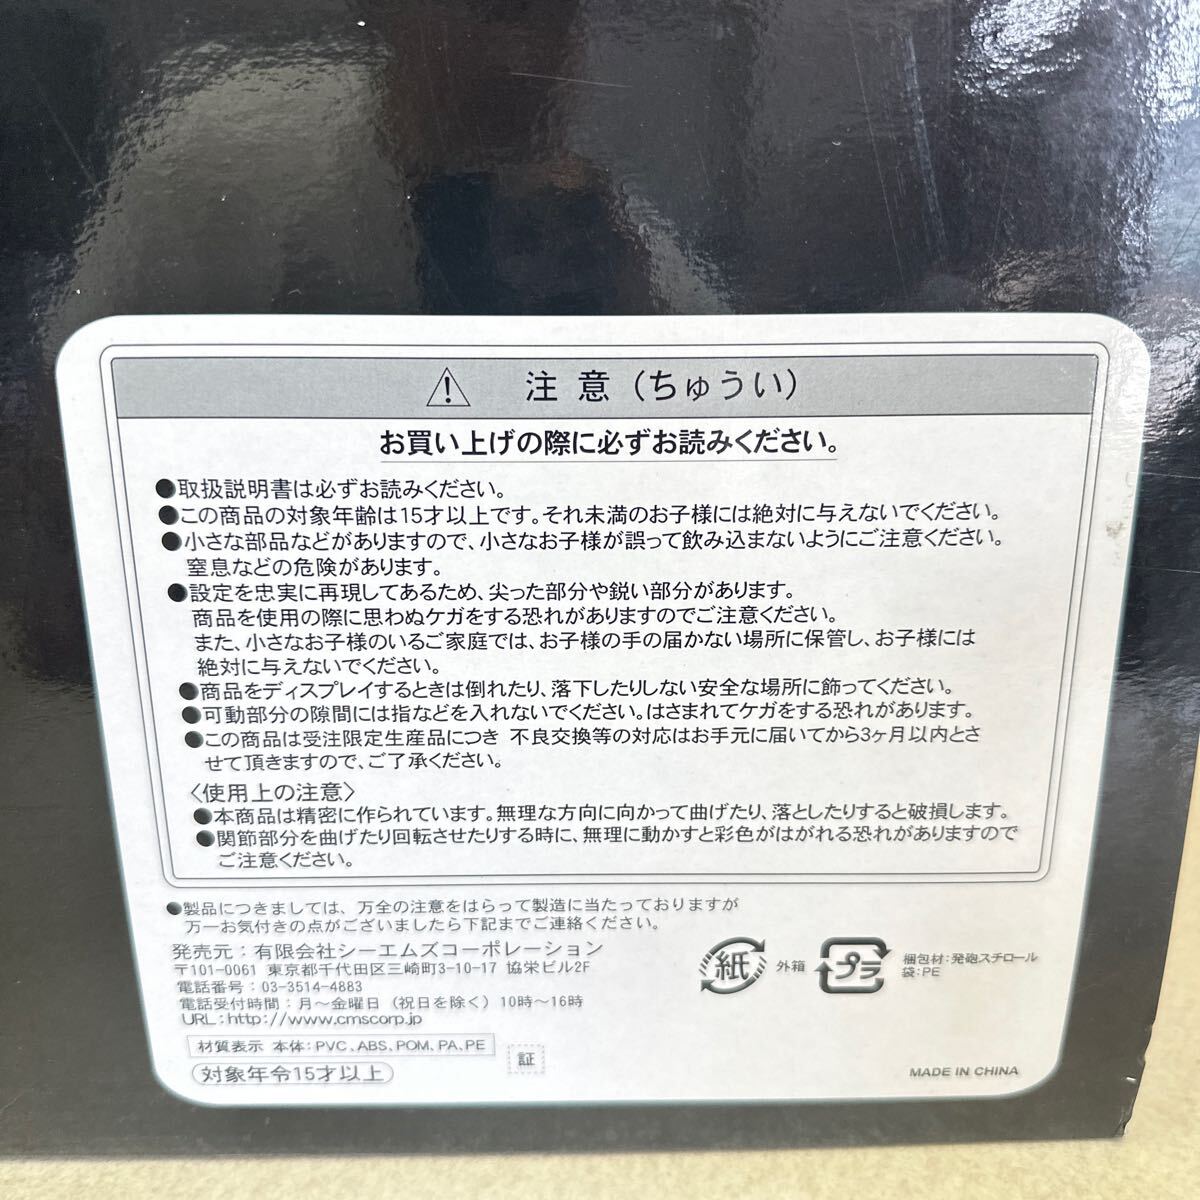 注意(ちゅうい)
お買い上げの際に必ずお読みください。
●取扱説明書は必ずお読みください。
●この商品の対象年齢は15才以上です。それ未満のお子様には絶対に与えないでください。
●小さな部品などがありますので、小さなお子様が誤って飲み込まないようにご注意ください。
窒息などの危険があります。
●設定を忠実に再現してあるため、尖った部分や鋭い部分があります。
商品を使用の際に思わぬケガをする恐れがありますのでご注意ください。
また、小さなお子様のいるご家庭では、お子様の手の届かない場所に保管し、お子様には
絶対に与えないでください。
●商品をディスプレイするときは倒れたり、落下したりしない安全な場所に飾ってください。
●可動部分の隙間には指などを入れないでください。はさまれてケガをする恐れがあります。
●この商品は受注限定生産品につき 不良交換等の対応はお手元に届いてから3ヶ月以内とさ
せて頂きますので、ご了承ください。
〈使用上の注意〉
●本商品は精密に作られています。無理な方向に向かって曲げたり、落としたりすると破損します。
●関節部分を曲げたり回転させたりする時に、無理に動かすと彩色がはがれる恐れがありますので
ご注意ください。
●製品につきましては、万全の注意をはらって製造に当たっておりますが
万一お気付きの点がございましたら下記までご連絡ください。
発売元:有限会社シーエムズコーポレーション
〒101-0061 東京都千代田区三崎町3-10-17 協栄ビル2F
電話番号:03-3514-4883
電話受付時間:月～金曜日(祝日を除く)10時～16時
URL:http://www.cmscorp.jp
紙 外箱
プラ 梱包材:発砲スチロール
袋:PE
材質表示 本体:PVC、ABS、POM、PA、PE
証
対象年令15才以上
MADE IN CHINA